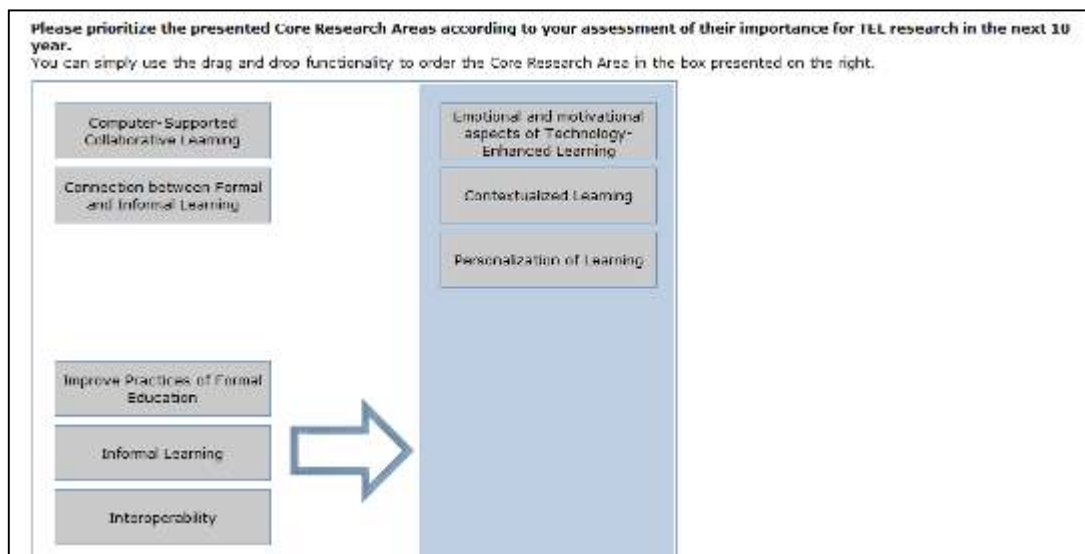 Please prioritize the presented Core Research Areas according to your assessment of their importance for TEL research in the next 10
year.
You can simply use the drag and drop functionality to order the Core Research Area in the box presented on the right.
Computer-Supported
Collaborative Learning
Connection between Formal
and Informal Learning
Improve Practices of Formal
Education
Informal Learning
Interoperability
Emotional and motivational
aspects of Technology-
Enhanced Learning
Contextualized Learning
Personalization of Learning